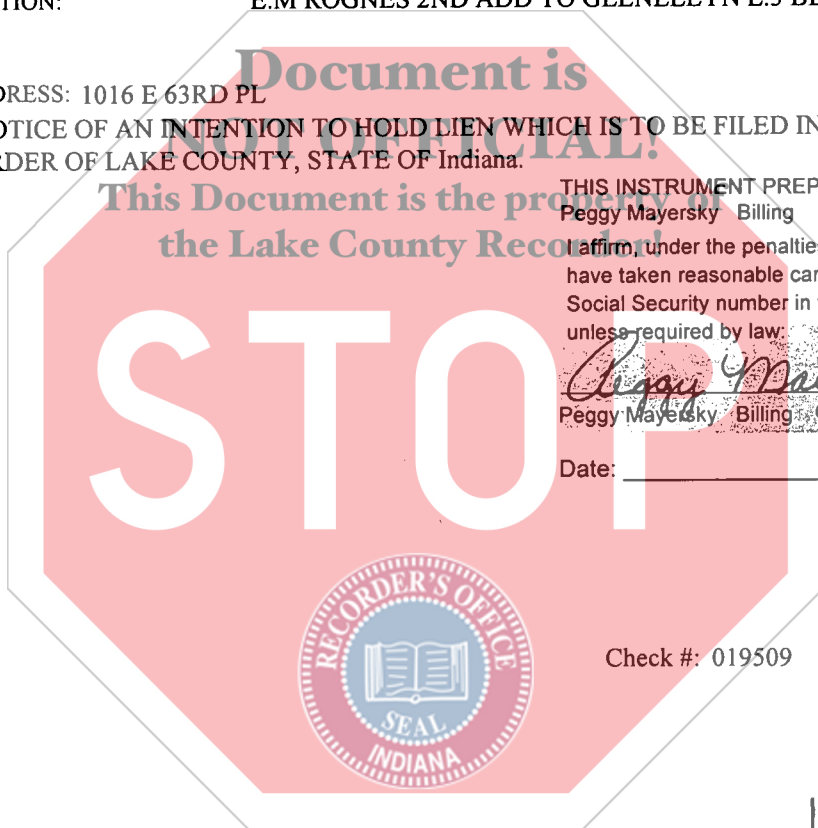 TION: E.M ROGNES 2ND ADD TO GLENELLYN E.5
Document is
DRESS: 1016 E 63RD PL
NOT OFFICIAL!
OTICE OF AN INTENTION TO HOLD LIEN WHICH IS TO BE FILED IN
RDER OF LAKE COUNTY, STATE OF Indiana.
This Document is the property of
the Lake County Recorder!
THIS INSTRUMENT PREP
Peggy Mayersky Billing
I affirm, under the penaltie
have taken reasonable car
Social Security number in
unless required by law:
Peggy Ma
Peggy Mayersky Billing
Date:
STOP
RECORDER'S OFFICE
SEAL
INDIANA
Check #: 019509